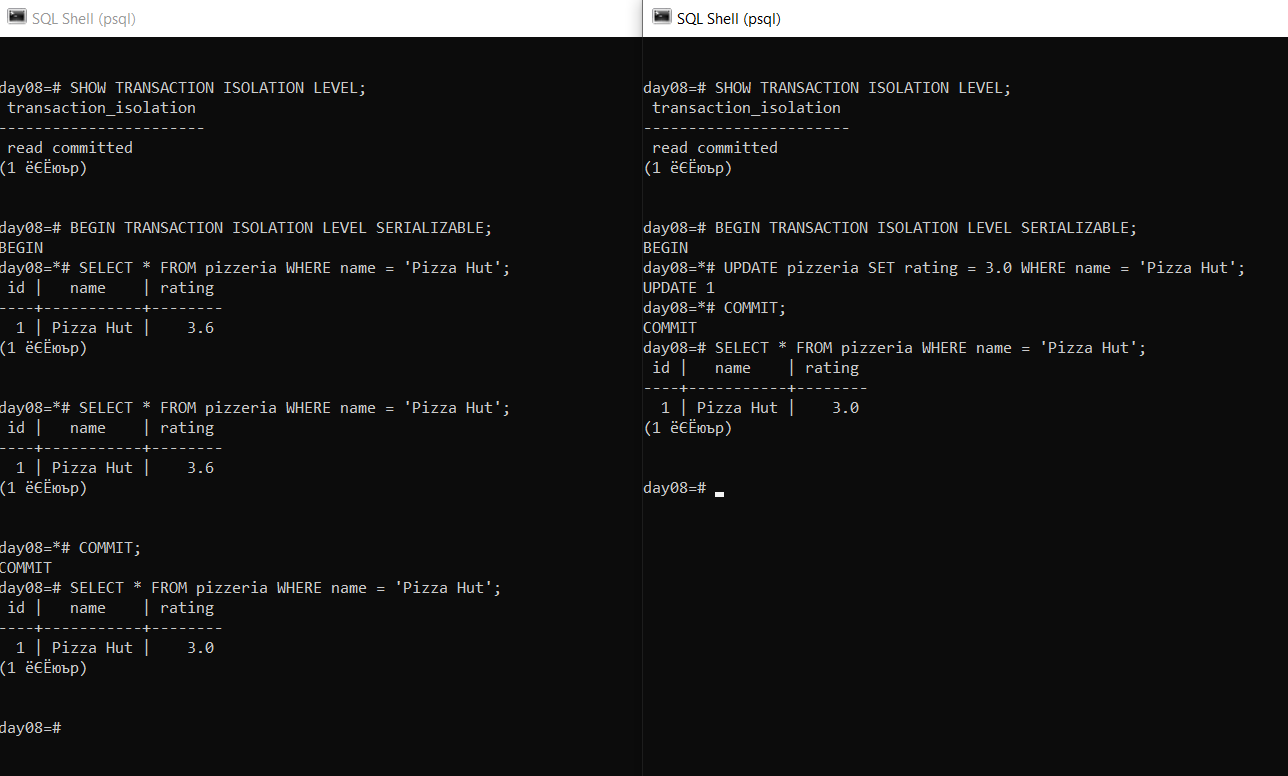 SQL Shell (psql)
day08=# SHOW TRANSACTION ISOLATION LEVEL;
 transaction_isolation
-----------------------
 read committed
(1 ёЄЁюър)
day08=# BEGIN TRANSACTION ISOLATION LEVEL SERIALIZABLE;
BEGIN
day08=*# SELECT * FROM pizzeria WHERE name = 'Pizza Hut';
 id |   name    | rating
----+-----------+--------
  1 | Pizza Hut |    3.6
(1 ёЄЁюър)
day08=*# SELECT * FROM pizzeria WHERE name = 'Pizza Hut';
 id |   name    | rating
----+-----------+--------
  1 | Pizza Hut |    3.6
(1 ёЄЁюър)
day08=*# COMMIT;
COMMIT
day08=# SELECT * FROM pizzeria WHERE name = 'Pizza Hut';
 id |   name    | rating
----+-----------+--------
  1 | Pizza Hut |    3.0
(1 ёЄЁюър)
day08=#
SQL Shell (psql)
day08=# SHOW TRANSACTION ISOLATION LEVEL;
 transaction_isolation
-----------------------
 read committed
(1 ёЄЁюър)
day08=# BEGIN TRANSACTION ISOLATION LEVEL SERIALIZABLE;
BEGIN
day08=*# UPDATE pizzeria SET rating = 3.0 WHERE name = 'Pizza Hut';
UPDATE 1
day08=*# COMMIT;
COMMIT
day08=# SELECT * FROM pizzeria WHERE name = 'Pizza Hut';
 id |   name    | rating
----+-----------+--------
  1 | Pizza Hut |    3.0
(1 ёЄЁюър)
day08=#